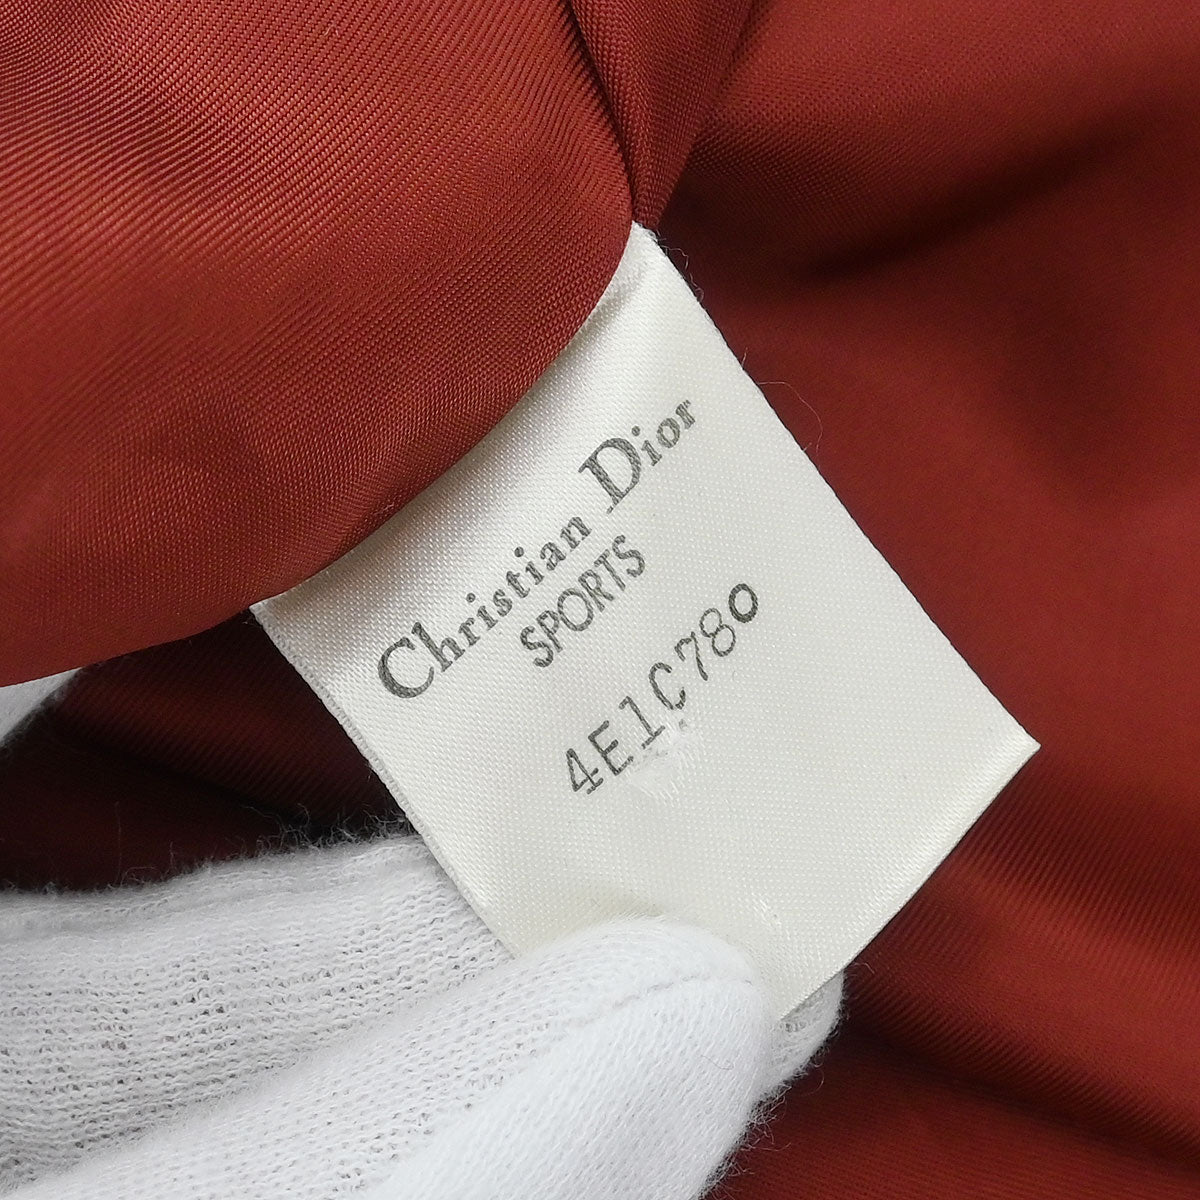 Christian Dior
SPORTS
4E1C780